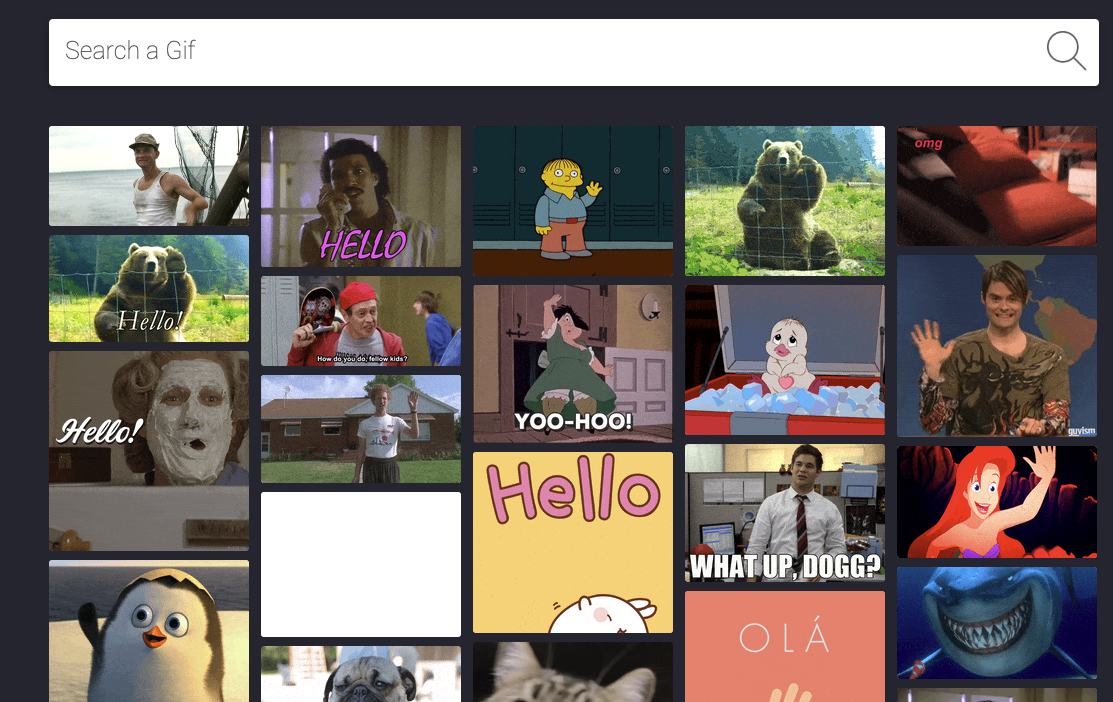 Search a Gif
HELLO
omg
Hello!
How do you do, fellow kids?
Hello!
YOO-HOO!
guyism
Hello
WHAT UP, DOGG?
OLÁ